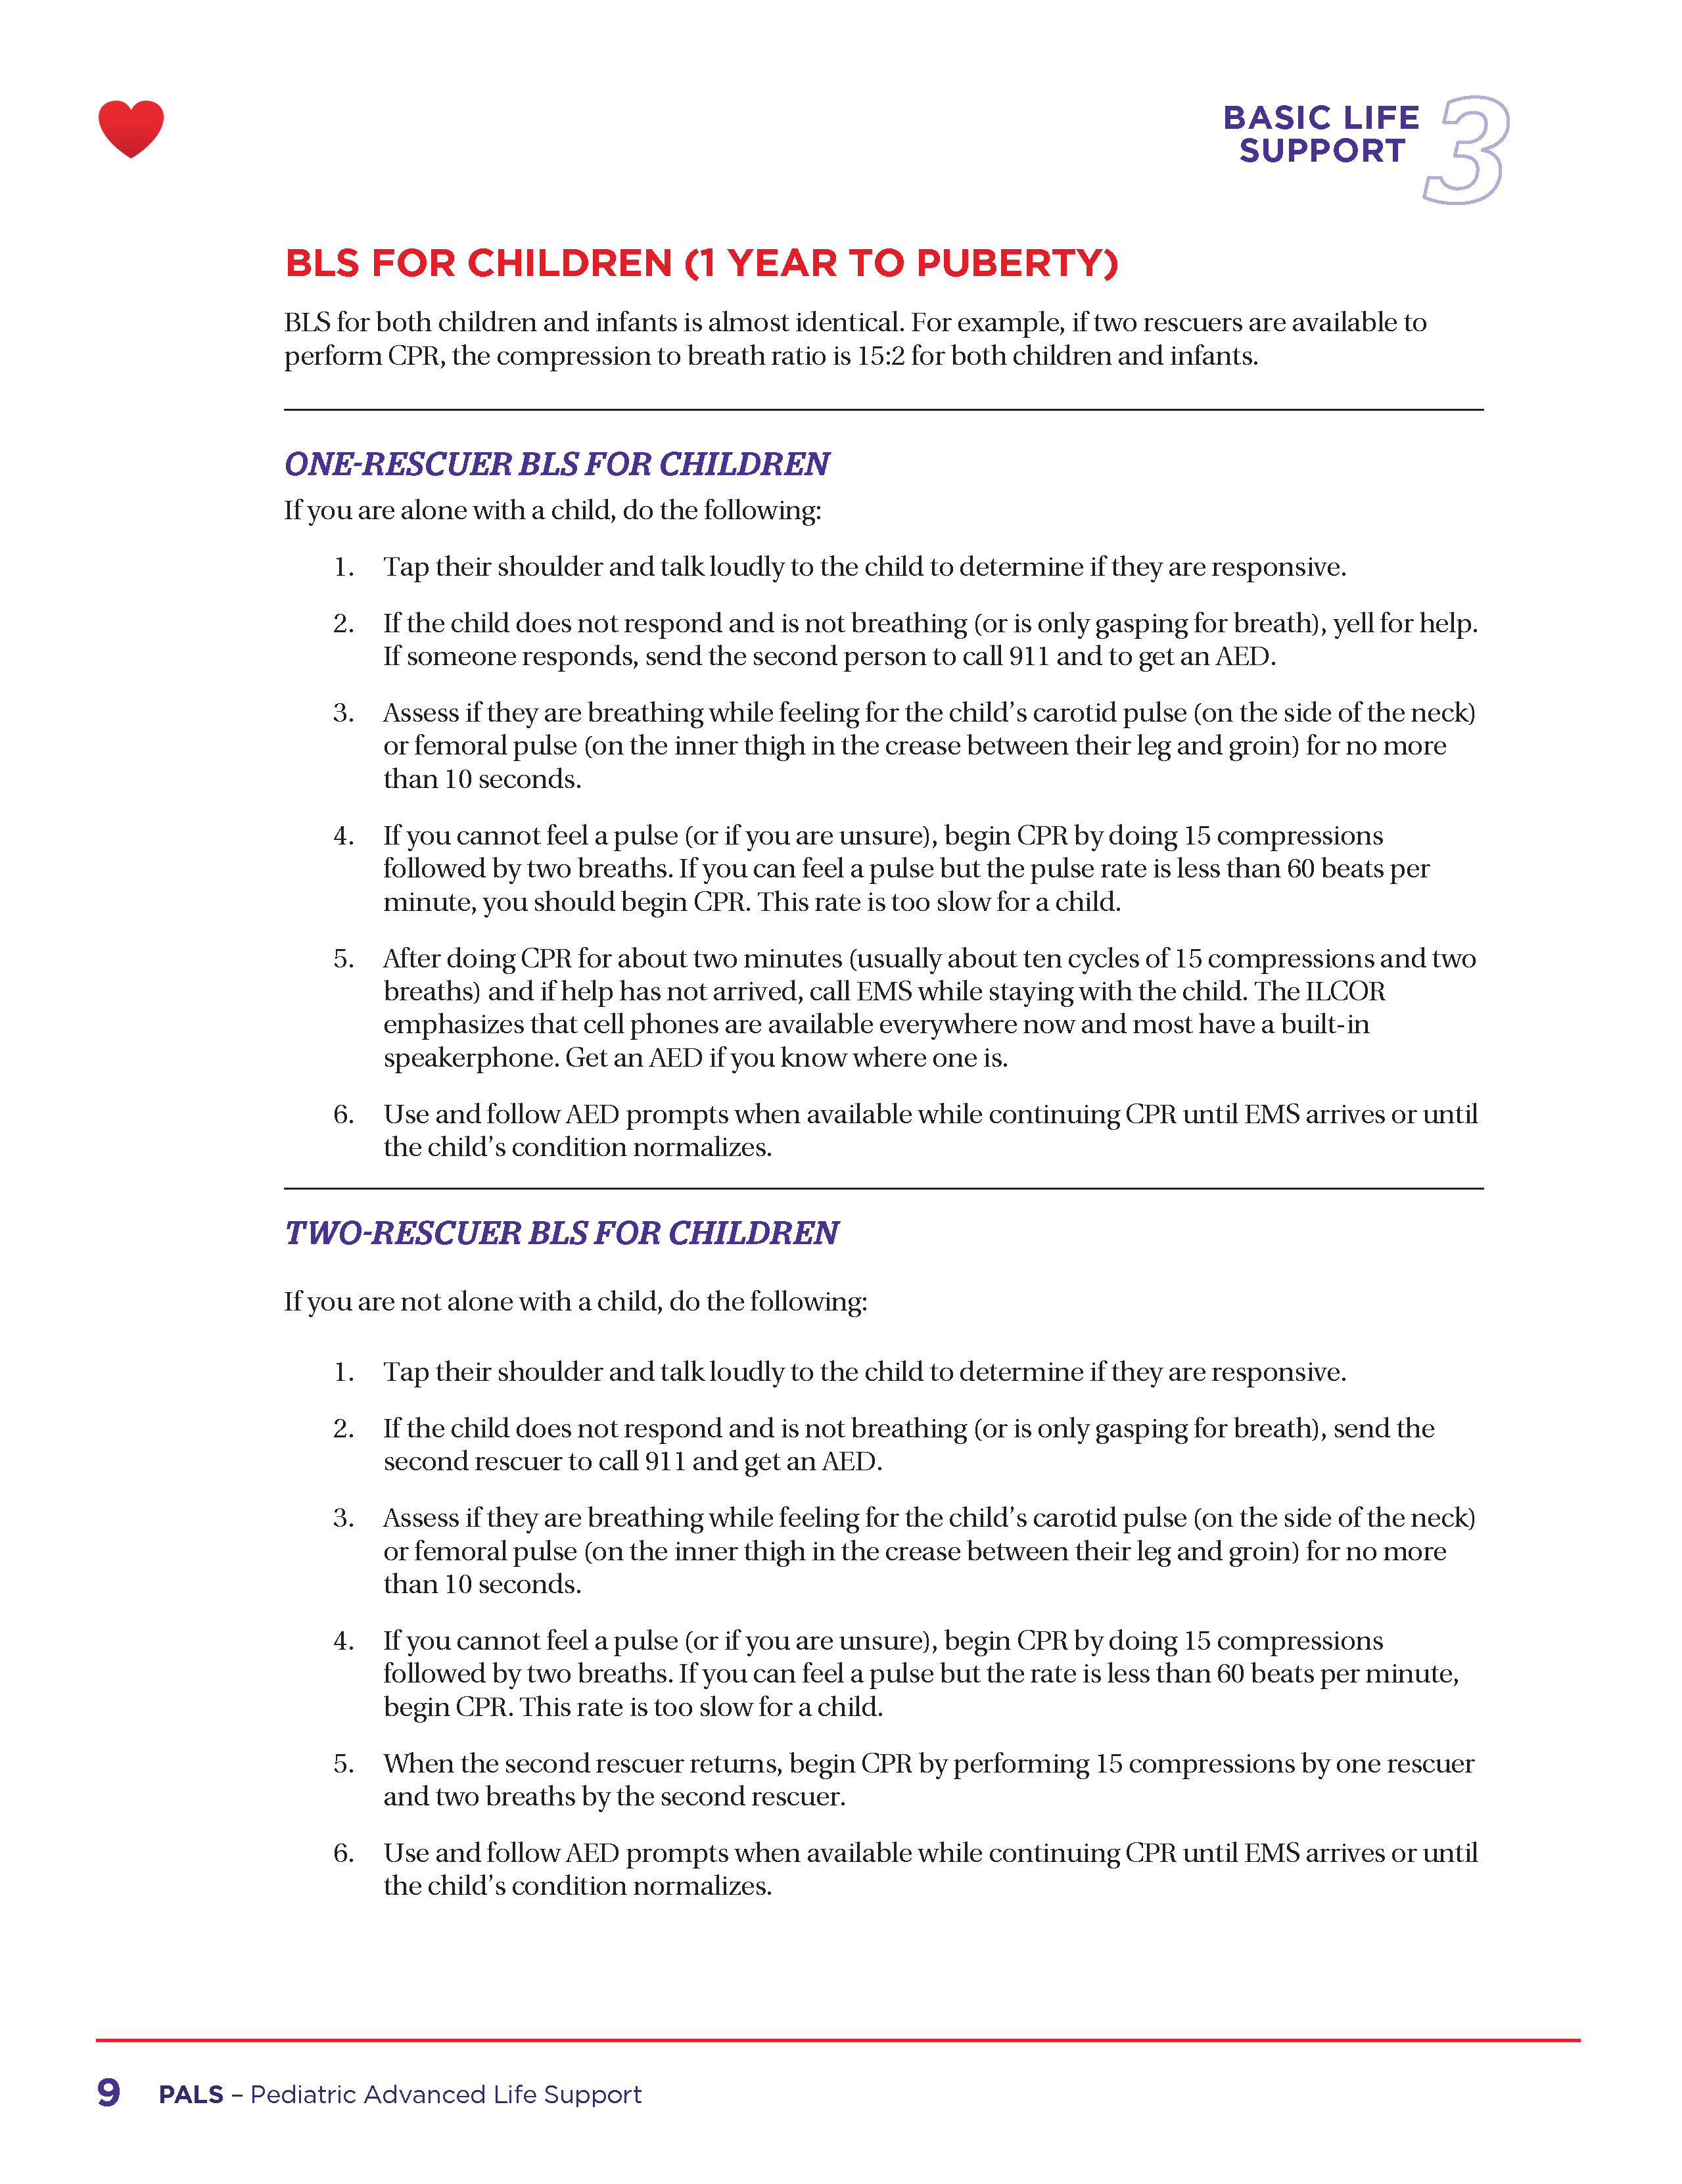 BASIC LIFE
SUPPORT
3
BLS FOR CHILDREN (1 YEAR TO PUBERTY)
BLS for both children and infants is almost identical. For example, if two rescuers are available to
perform CPR, the compression to breath ratio is 15:2 for both children and infants.
ONE-RESCUER BLS FOR CHILDREN
If you are alone with a child, do the following:
1. Tap their shoulder and talk loudly to the child to determine if they are responsive.
2. If the child does not respond and is not breathing (or is only gasping for breath), yell for help.
If someone responds, send the second person to call 911 and to get an AED.
3. Assess if they are breathing while feeling for the child’s carotid pulse (on the side of the neck)
or femoral pulse (on the inner thigh in the crease between their leg and groin) for no more
than 10 seconds.
4. If you cannot feel a pulse (or if you are unsure), begin CPR by doing 15 compressions
followed by two breaths. If you can feel a pulse but the pulse rate is less than 60 beats per
minute, you should begin CPR. This rate is too slow for a child.
5. After doing CPR for about two minutes (usually about ten cycles of 15 compressions and two
breaths) and if help has not arrived, call EMS while staying with the child. The ILCOR
emphasizes that cell phones are available everywhere now and most have a built-in
speakerphone. Get an AED if you know where one is.
6. Use and follow AED prompts when available while continuing CPR until EMS arrives or until
the child’s condition normalizes.
TWO-RESCUER BLS FOR CHILDREN
If you are not alone with a child, do the following:
1. Tap their shoulder and talk loudly to the child to determine if they are responsive.
2. If the child does not respond and is not breathing (or is only gasping for breath), send the
second rescuer to call 911 and get an AED.
3. Assess if they are breathing while feeling for the child’s carotid pulse (on the side of the neck)
or femoral pulse (on the inner thigh in the crease between their leg and groin) for no more
than 10 seconds.
4. If you cannot feel a pulse (or if you are unsure), begin CPR by doing 15 compressions
followed by two breaths. If you can feel a pulse but the rate is less than 60 beats per minute,
begin CPR. This rate is too slow for a child.
5. When the second rescuer returns, begin CPR by performing 15 compressions by one rescuer
and two breaths by the second rescuer.
6. Use and follow AED prompts when available while continuing CPR until EMS arrives or until
the child’s condition normalizes.
9 PALS – Pediatric Advanced Life Support